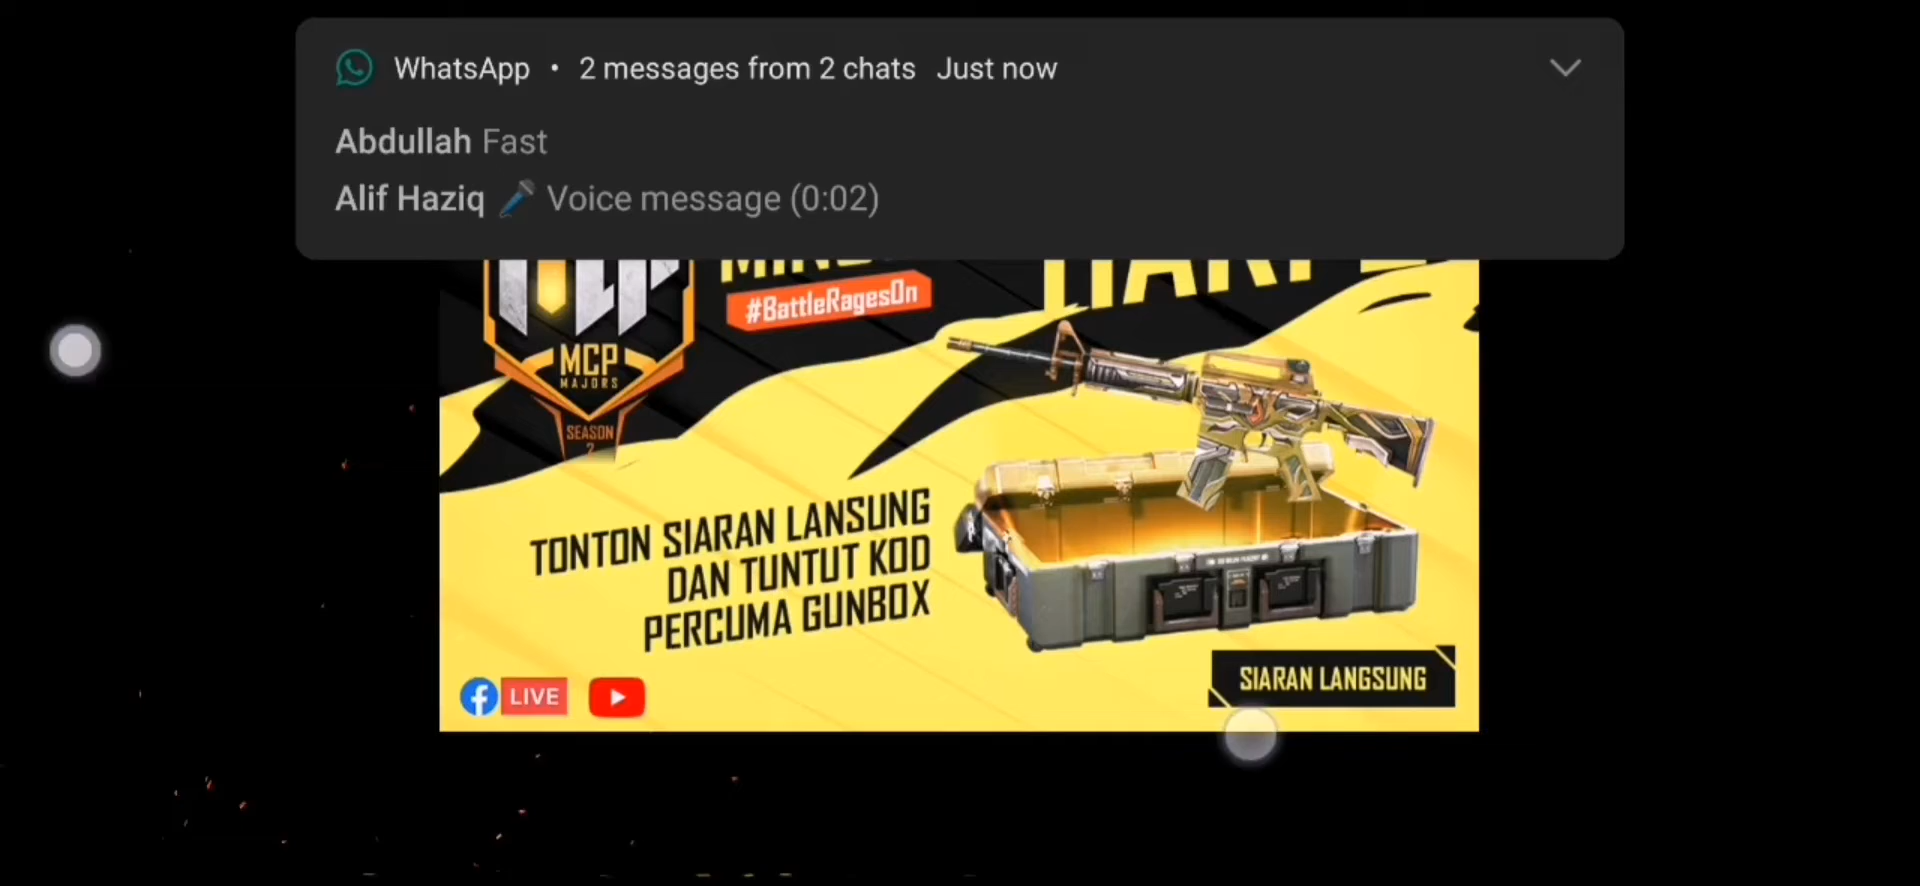 WhatsApp • 2 messages from 2 chats Just now
Abdullah Fast
Alif Haziq 🎤 Voice message (0:02)
#BattleRagesOn
MCP
MAJORS
SEASON
2
TONTON SIARAN LANSUNG
DAN TUNTUT KOD
PERCUMA GUNBOX
LIVE
SIARAN LANGSUNG